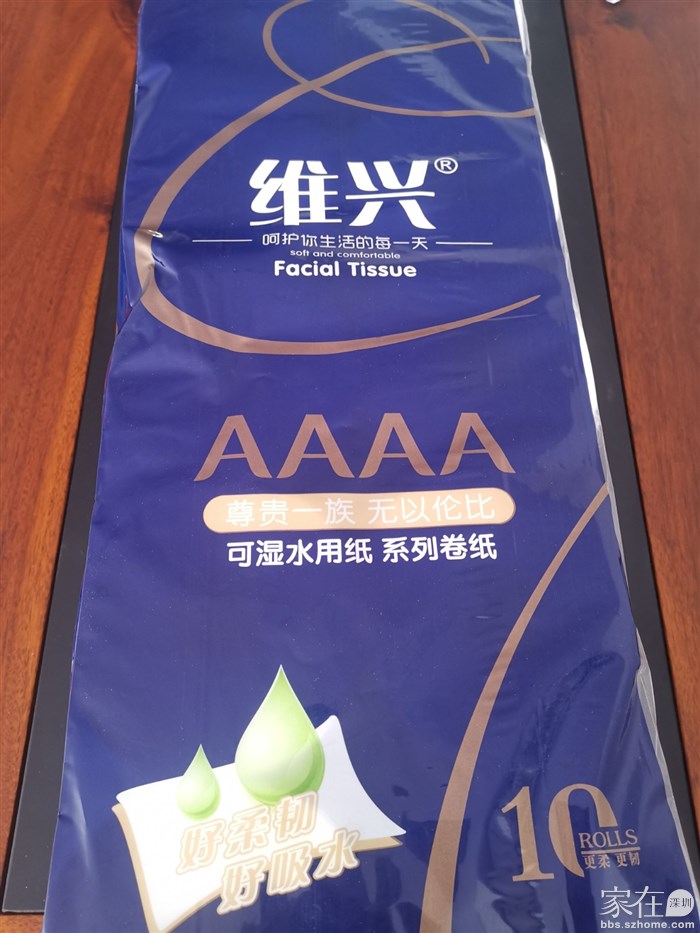 维兴®
呵护你生活的每一天
soft and comfortable
Facial Tissue
AAAA
尊贵一族 无以伦比
可湿水用纸 系列卷纸
好柔韧
好吸水
10
ROLLS
更柔 更韧
家在深圳
bbs.szhome.com